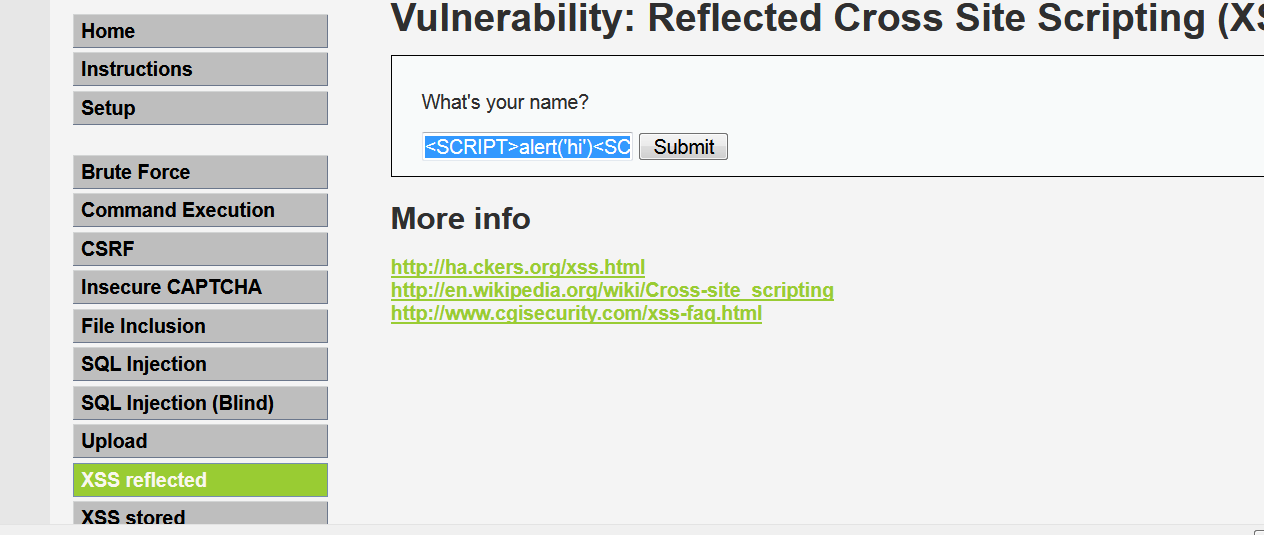 Home
Instructions
Setup
Brute Force
Command Execution
CSRF
Insecure CAPTCHA
File Inclusion
SQL Injection
SQL Injection (Blind)
Upload
XSS reflected
XSS stored
Vulnerability: Reflected Cross Site Scripting (XS
What's your name?
<SCRIPT>alert('hi')<SC Submit
More info
http://ha.ckers.org/xss.html
http://en.wikipedia.org/wiki/Cross-site_scripting
http://www.cgisecurity.com/xss-faq.html